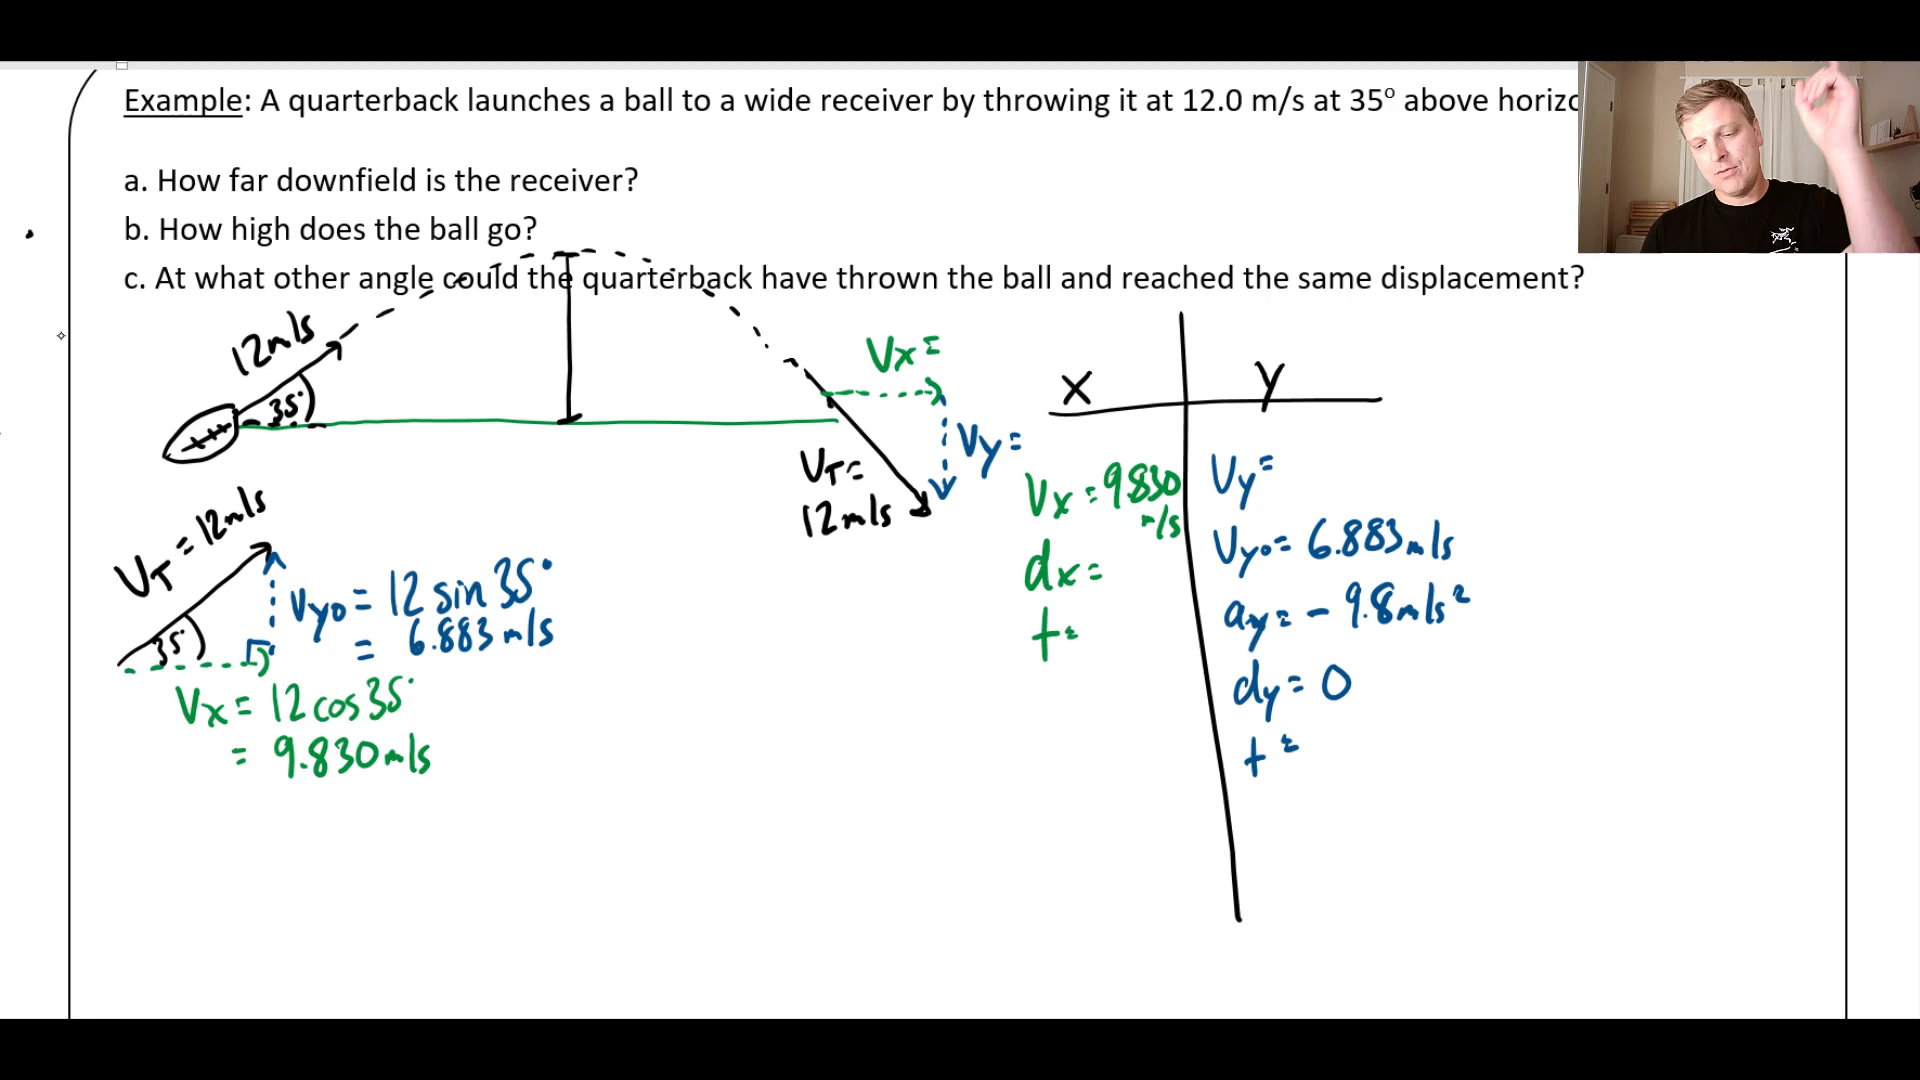 Example: A quarterback launches a ball to a wide receiver by throwing it at 12.0 m/s at 35° above horizo
a. How far downfield is the receiver?
b. How high does the ball go?
c. At what other angle could the quarterback have thrown the ball and reached the same displacement?
12m/s
35°
Vx =
Vy =
VT =
12m/s
VT = 12m/s
35°
Vyo = 12 sin 35°
= 6.883 m/s
Vx = 12 cos 35°
= 9.830 m/s
X
Y
Vx = 9.830
m/s
dx =
t =
Vy =
Vyo = 6.883 m/s
ay = - 9.8 m/s²
dy = 0
t =